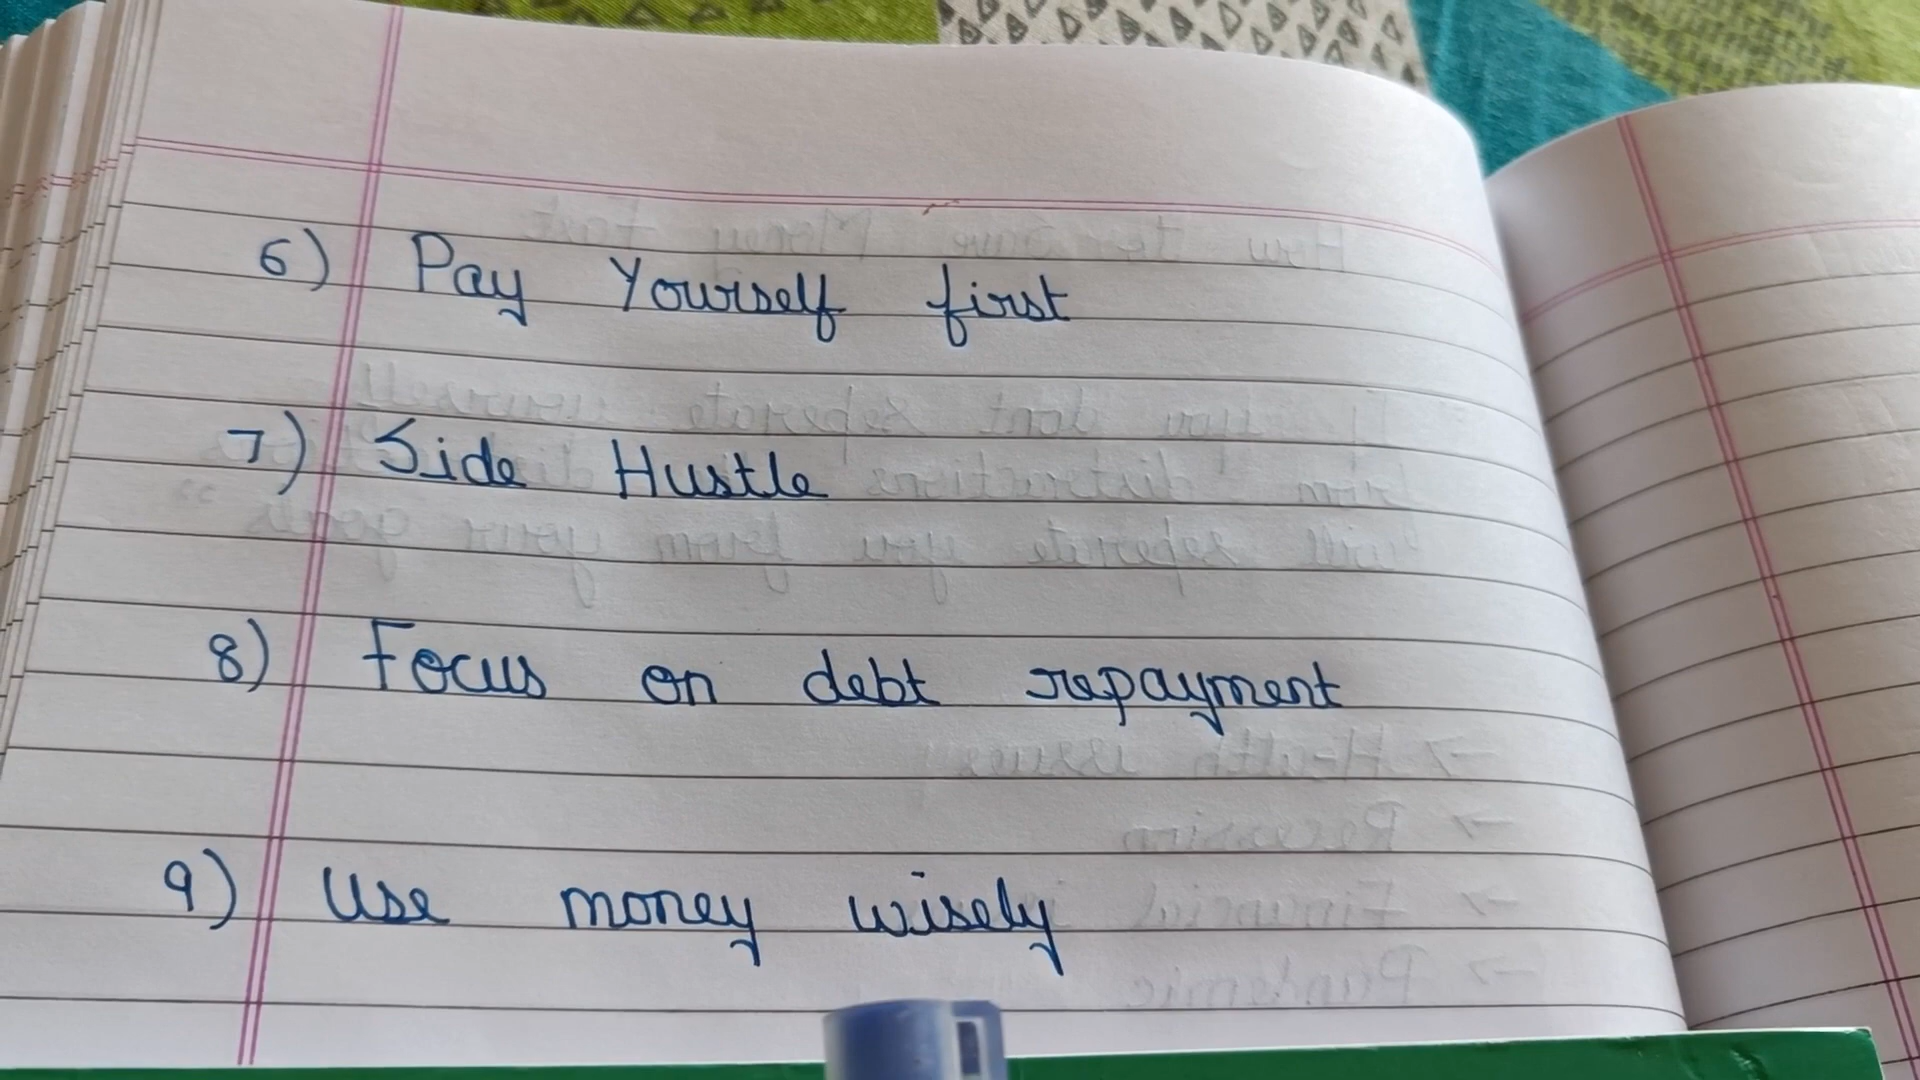 6) Pay Yourself first
7) Side Hustle
8) Focus on debt repayment
9) Use money wisely